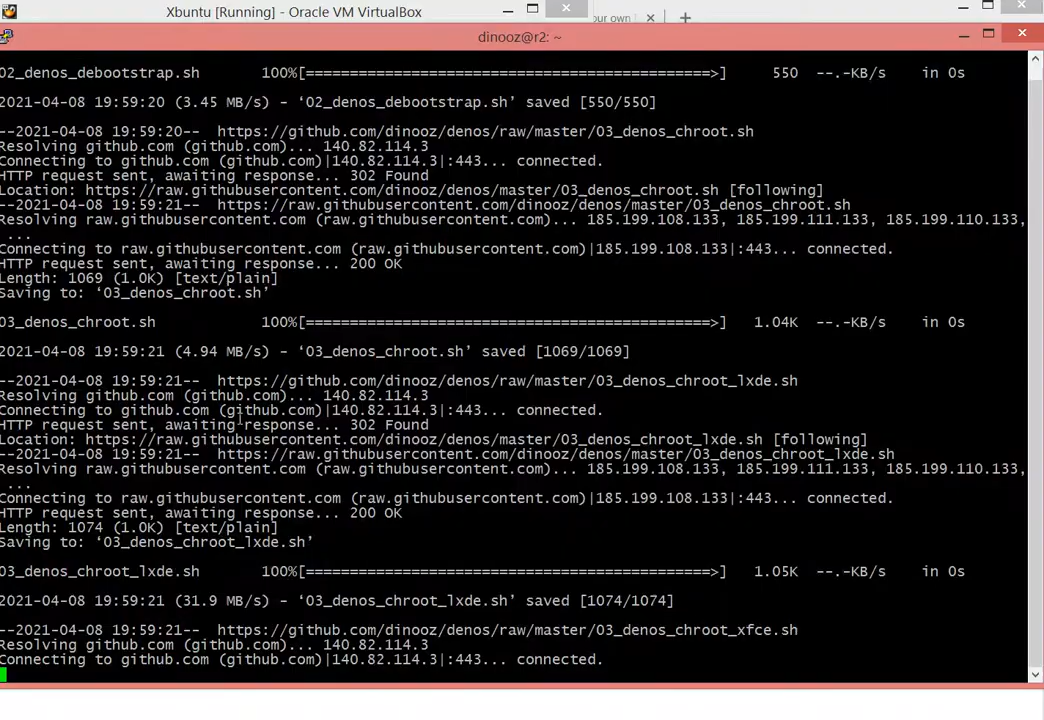 Xbuntu [Running] - Oracle VM VirtualBox
our own
dinooz@r2: ~
02_denos_debootstrap.sh 100%[==============================================>] 550 --.-KB/s in 0s
2021-04-08 19:59:20 (3.45 MB/s) - ‘02_denos_debootstrap.sh’ saved [550/550]
--2021-04-08 19:59:20-- https://github.com/dinooz/denos/raw/master/03_denos_chroot.sh
Resolving github.com (github.com)... 140.82.114.3
Connecting to github.com (github.com)|140.82.114.3|:443... connected.
HTTP request sent, awaiting response... 302 Found
Location: https://raw.githubusercontent.com/dinooz/denos/master/03_denos_chroot.sh [following]
--2021-04-08 19:59:21-- https://raw.githubusercontent.com/dinooz/denos/master/03_denos_chroot.sh
Resolving raw.githubusercontent.com (raw.githubusercontent.com)... 185.199.108.133, 185.199.111.133, 185.199.110.133,
...
Connecting to raw.githubusercontent.com (raw.githubusercontent.com)|185.199.108.133|:443... connected.
HTTP request sent, awaiting response... 200 OK
Length: 1069 (1.0K) [text/plain]
Saving to: ‘03_denos_chroot.sh’
03_denos_chroot.sh 100%[==============================================>] 1.04K --.-KB/s in 0s
2021-04-08 19:59:21 (4.94 MB/s) - ‘03_denos_chroot.sh’ saved [1069/1069]
--2021-04-08 19:59:21-- https://github.com/dinooz/denos/raw/master/03_denos_chroot_lxde.sh
Resolving github.com (github.com)... 140.82.114.3
Connecting to github.com (github.com)|140.82.114.3|:443... connected.
HTTP request sent, awaiting response... 302 Found
Location: https://raw.githubusercontent.com/dinooz/denos/master/03_denos_chroot_lxde.sh [following]
--2021-04-08 19:59:21-- https://raw.githubusercontent.com/dinooz/denos/master/03_denos_chroot_lxde.sh
Resolving raw.githubusercontent.com (raw.githubusercontent.com)... 185.199.108.133, 185.199.111.133, 185.199.110.133,
...
Connecting to raw.githubusercontent.com (raw.githubusercontent.com)|185.199.108.133|:443... connected.
HTTP request sent, awaiting response... 200 OK
Length: 1074 (1.0K) [text/plain]
Saving to: ‘03_denos_chroot_lxde.sh’
03_denos_chroot_lxde.sh 100%[==============================================>] 1.05K --.-KB/s in 0s
2021-04-08 19:59:21 (31.9 MB/s) - ‘03_denos_chroot_lxde.sh’ saved [1074/1074]
--2021-04-08 19:59:21-- https://github.com/dinooz/denos/raw/master/03_denos_chroot_xfce.sh
Resolving github.com (github.com)... 140.82.114.3
Connecting to github.com (github.com)|140.82.114.3|:443... connected.